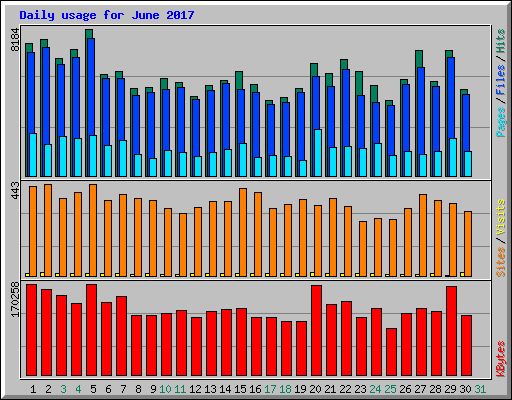 Daily usage for June 2017
8184
Pages / Files / Hits
443
Sites / Visits
170258
KBytes
1 2 3 4 5 6 7 8 9 10 11 12 13 14 15 16 17 18 19 20 21 22 23 24 25 26 27 28 29 30 31